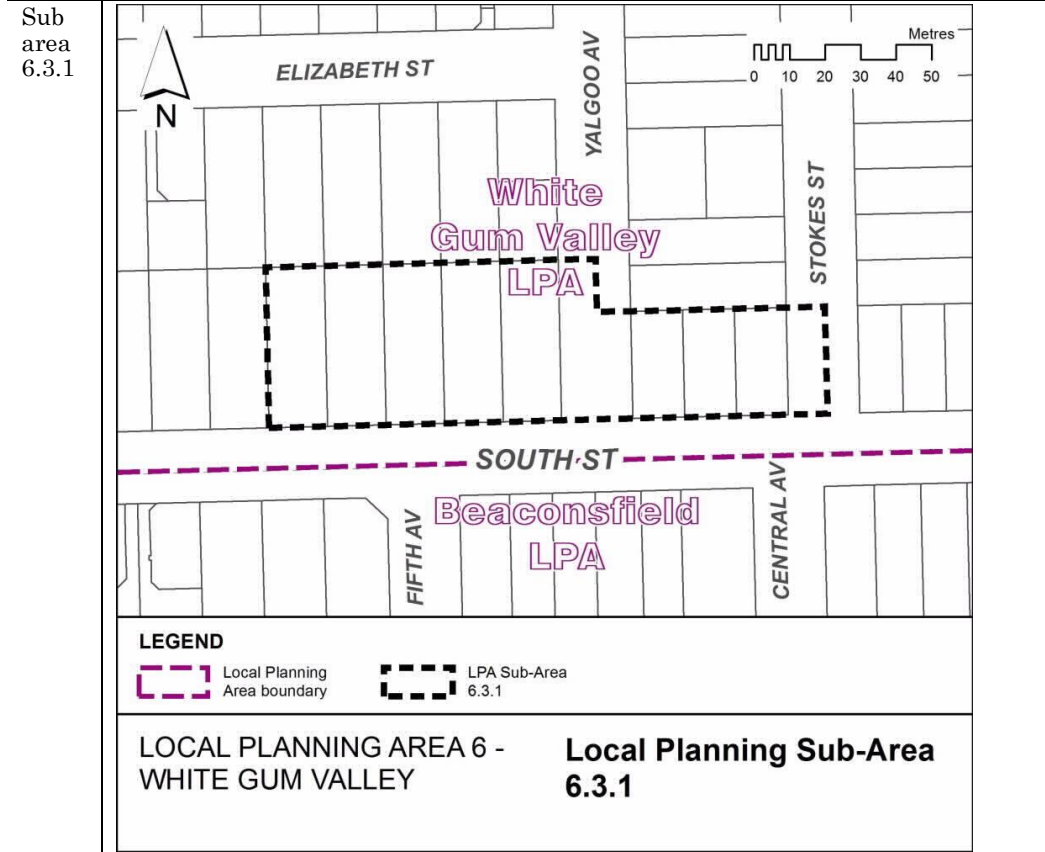 Sub
area
6.3.1
Metres
0 10 20 30 40 50
N
ELIZABETH ST
YALGOO AV
STOKES ST
White
Gum Valley
LPA
SOUTH ST
Beaconsfield
LPA
FIFTH AV
CENTRAL AV
LEGEND
Local Planning
Area boundary
LPA Sub-Area
6.3.1
LOCAL PLANNING AREA 6 -
WHITE GUM VALLEY
Local Planning Sub-Area
6.3.1